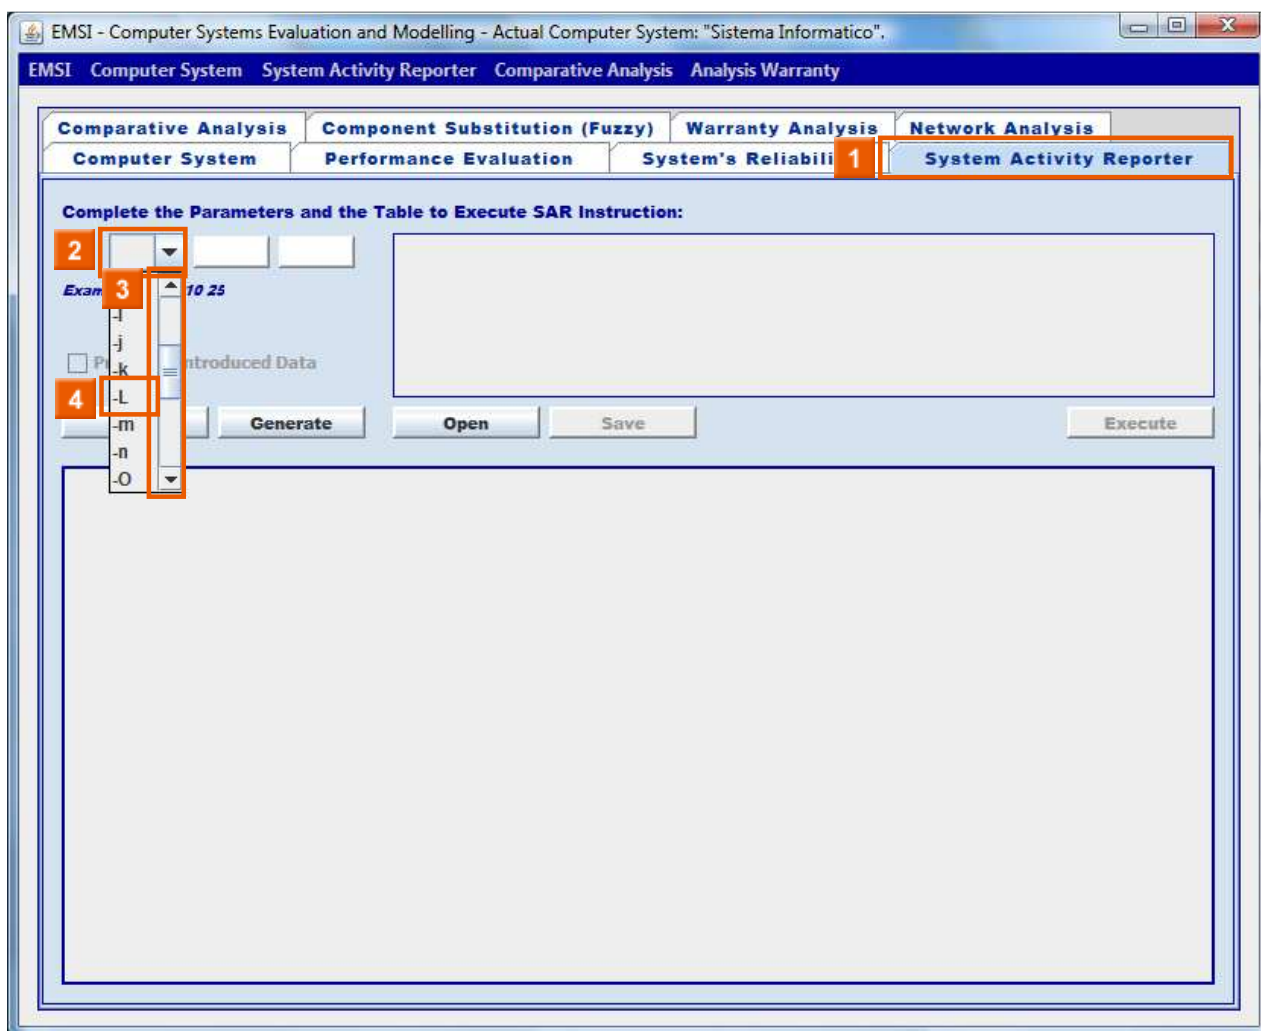 EMSI - Computer Systems Evaluation and Modelling - Actual Computer System: "Sistema Informatico".
EMSI Computer System System Activity Reporter Comparative Analysis Analysis Warranty
Comparative Analysis Component Substitution (Fuzzy) Warranty Analysis Network Analysis
Computer System Performance Evaluation System's Reliabili 1 System Activity Reporter
Complete the Parameters and the Table to Execute SAR Instruction:
2
Exam 3 10 25
-j
P -k ntroduced Data
4 -L
-m Generate Open Save Execute
-n
-O